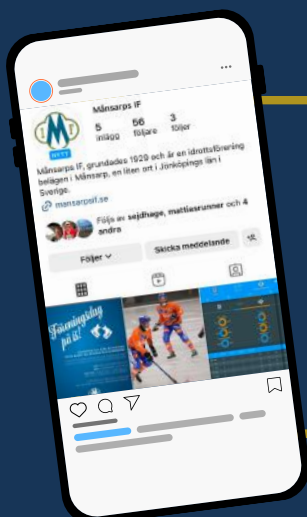 Månsarps IF
5 56 3
inlägg följare följer
M
NYTT
Månsarps IF, grundades 1929 och är en idrottsförening
belägen i Månsarp, en liten ort i Jönköpings län i
Sverige.
mansarpsif.se
Följs av sejdhage, mattiasrunner och 4
andra
Följer
Skicka meddelande
Föreningsdag
på is!